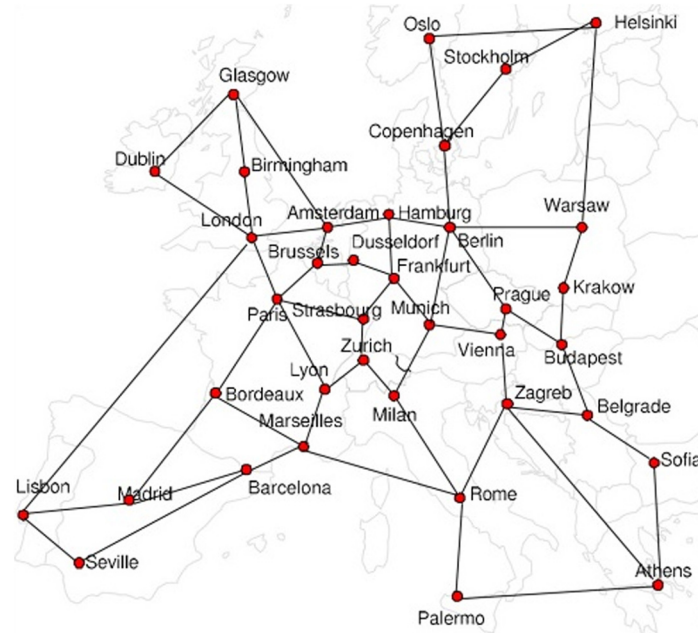 Oslo
Helsinki
Stockholm
Glasgow
Copenhagen
Dublin
Birmingham
Warsaw
London
Amsterdam
Hamburg
Berlin
Brussels
Dusseldorf
Frankfurt
Krakow
Prague
Paris
Strasbourg
Munich
Zurich
Vienna
Budapest
Lyon
Bordeaux
Milan
Zagreb
Belgrade
Marseilles
Sofia
Lisbon
Madrid
Barcelona
Rome
Seville
Athens
Palermo